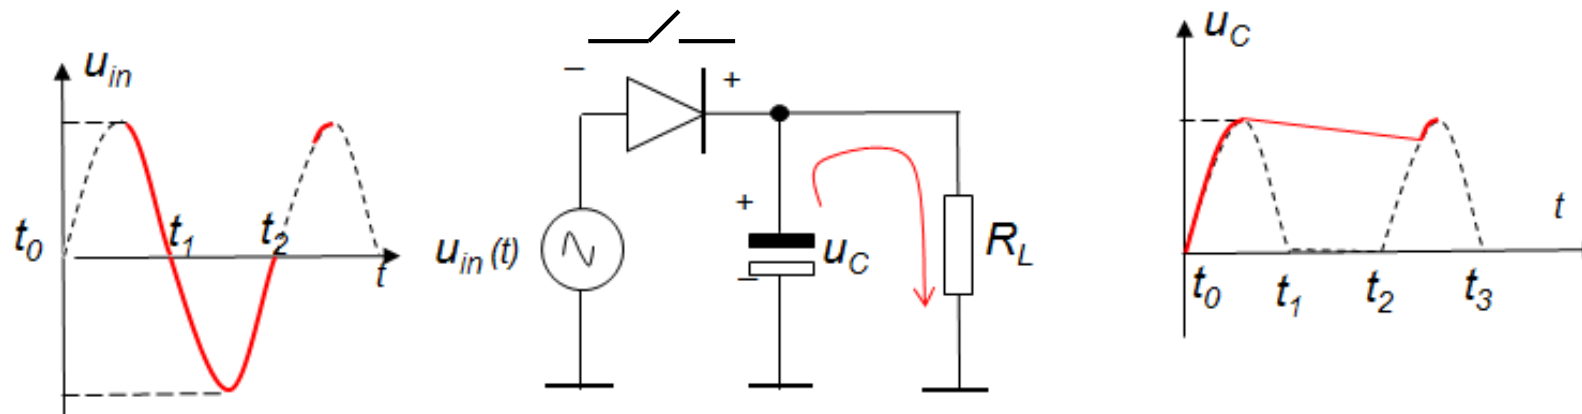 u_in
t_0
t_1
t_2
t
u_in (t)
–
+
+
–
u_C
R_L
u_C
t
t_0
t_1
t_2
t_3